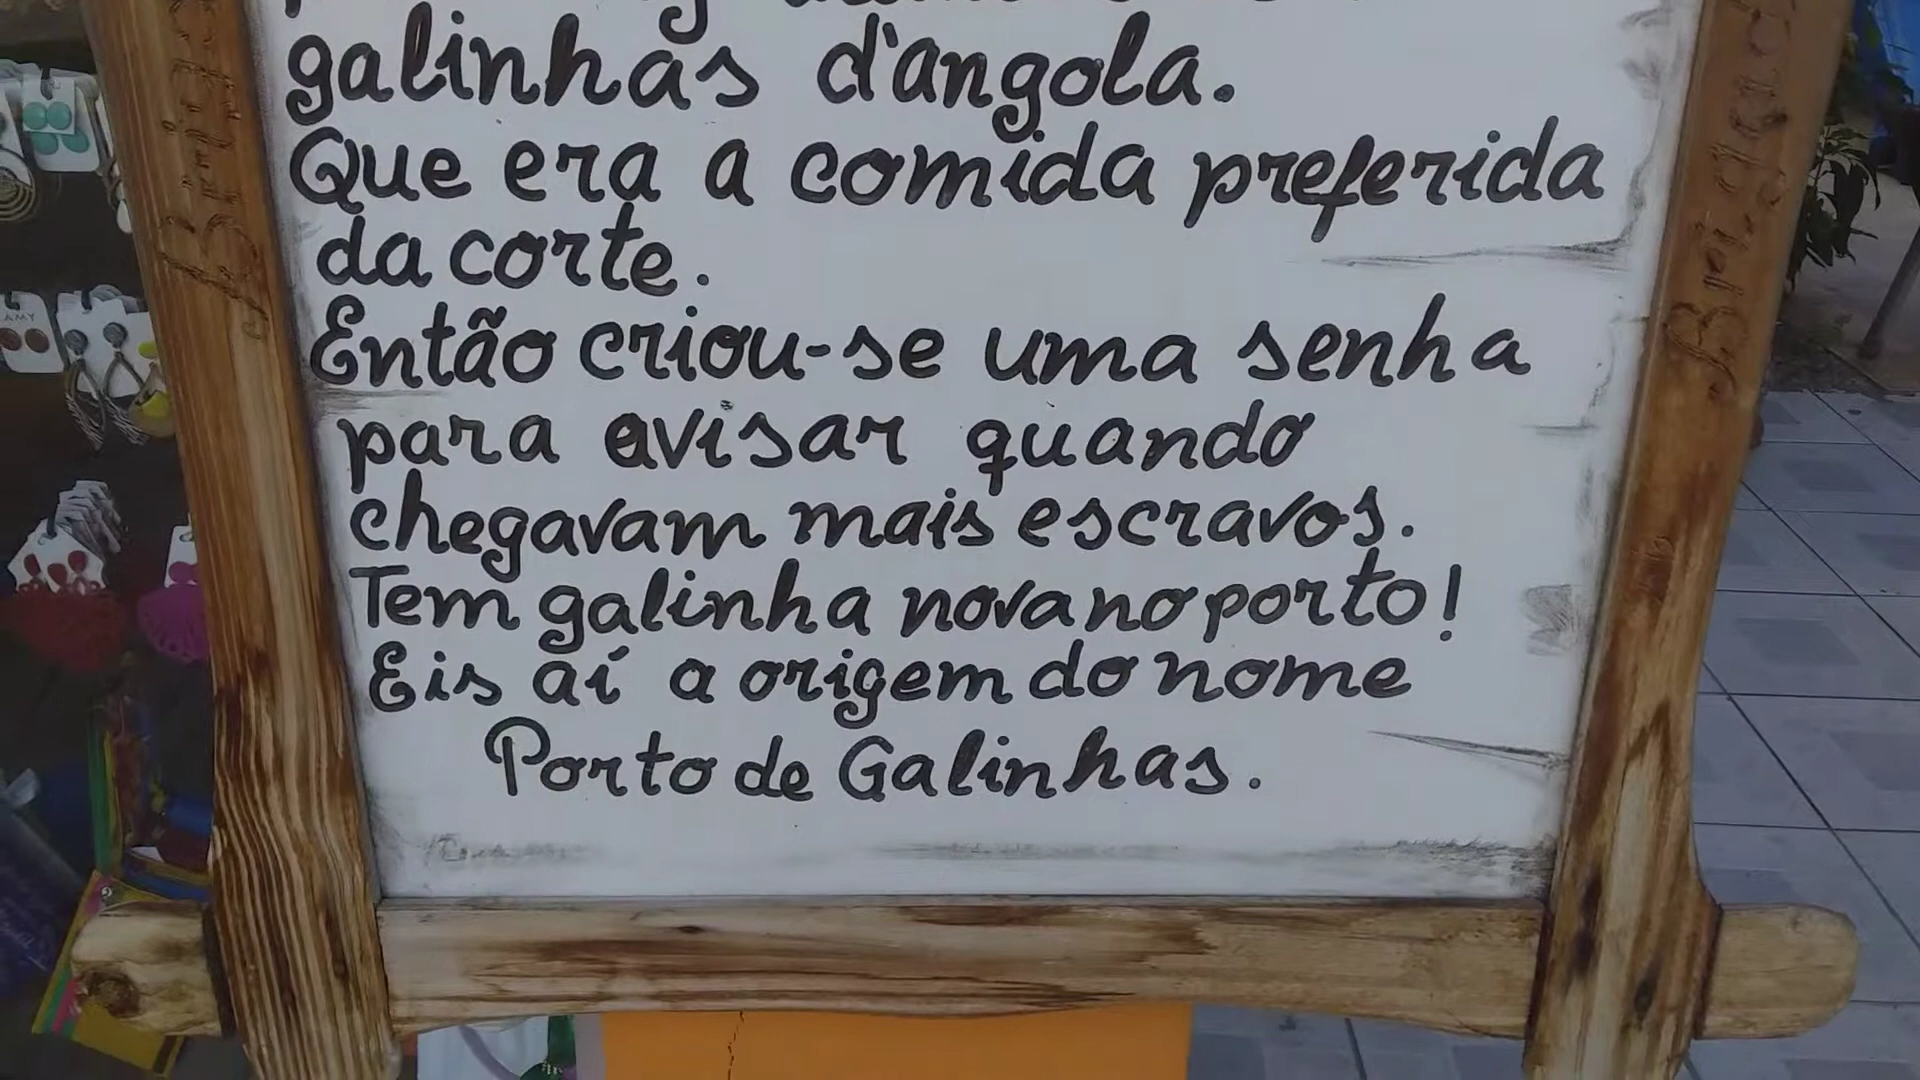 galinhas d'angola.
Que era a comida preferida
da corte.
Então criou-se uma senha
para avisar quando
chegavam mais escravos.
Tem galinha nova no porto!
Eis aí a origem do nome
Porto de Galinhas.
AMY